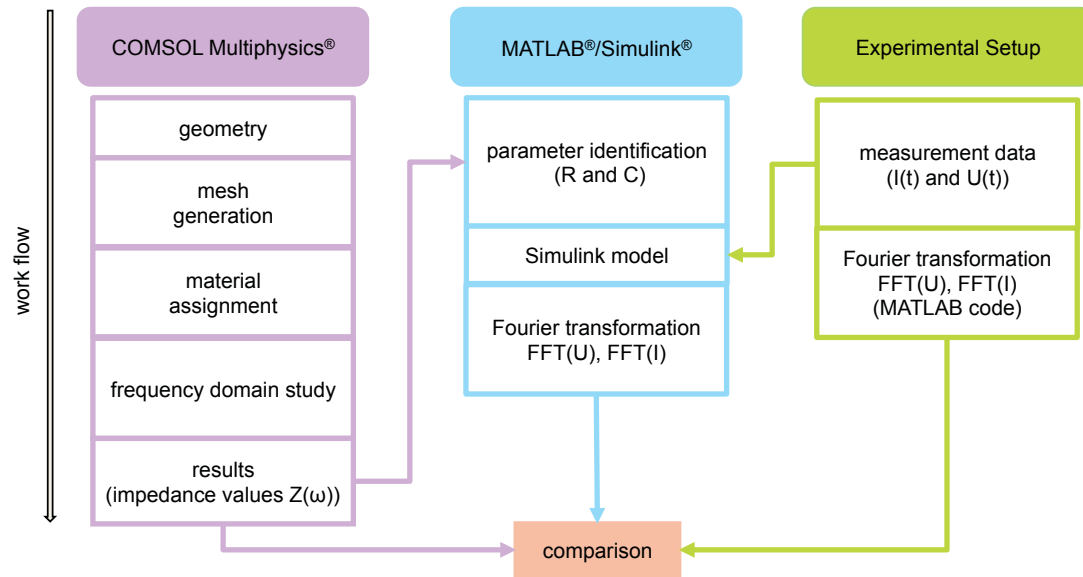 work flow
COMSOL Multiphysics®
geometry
mesh
generation
material
assignment
frequency domain study
results
(impedance values Z(ω))
MATLAB®/Simulink®
parameter identification
(R and C)
Simulink model
Fourier transformation
FFT(U), FFT(I)
Experimental Setup
measurement data
(I(t) and U(t))
Fourier transformation
FFT(U), FFT(I)
(MATLAB code)
comparison